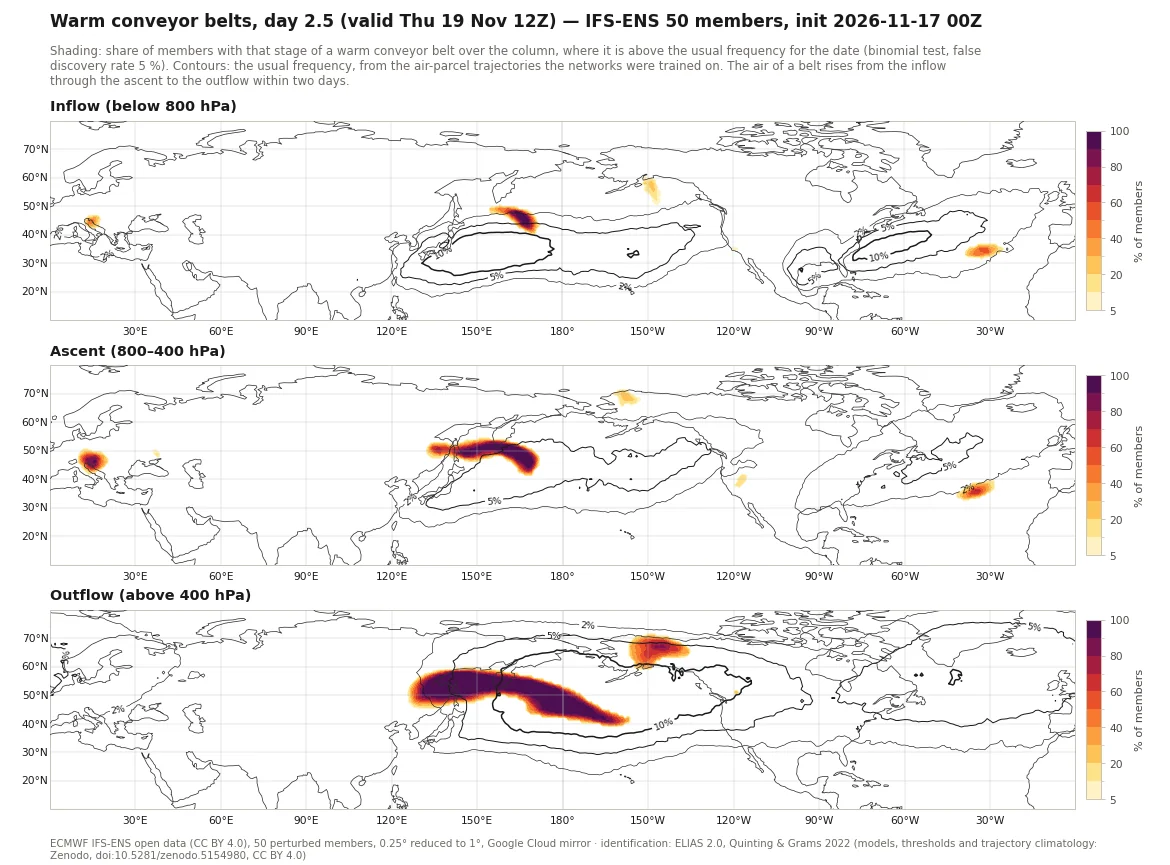 Warm conveyor belts, day 2.5 (valid Thu 19 Nov 12Z) — IFS-ENS 50 members, init 2026-11-17 00Z
Shading: share of members with that stage of a warm conveyor belt over the column, where it is above the usual frequency for the date (binomial test, false
discovery rate 5 %). Contours: the usual frequency, from the air-parcel trajectories the networks were trained on. The air of a belt rises from the inflow
through the ascent to the outflow within two days.
Inflow (below 800 hPa)
70°N
60°N
50°N
40°N
30°N
20°N
2%
2%
10%
5%
2%
5%
2%
5%
10%
30°E 60°E 90°E 120°E 150°E 180° 150°W 120°W 90°W 60°W 30°W
100
80
60
40
20
5
% of members
Ascent (800–400 hPa)
70°N
60°N
50°N
40°N
30°N
20°N
2%
5%
5%
2%
30°E 60°E 90°E 120°E 150°E 180° 150°W 120°W 90°W 60°W 30°W
100
80
60
40
20
5
% of members
Outflow (above 400 hPa)
70°N
60°N
50°N
40°N
30°N
20°N
2%
2%
5%
10%
5%
30°E 60°E 90°E 120°E 150°E 180° 150°W 120°W 90°W 60°W 30°W
100
80
60
40
20
5
% of members
ECMWF IFS-ENS open data (CC BY 4.0), 50 perturbed members, 0.25° reduced to 1°, Google Cloud mirror · identification: ELIAS 2.0, Quinting & Grams 2022 (models, thresholds and trajectory climatology:
Zenodo, doi:10.5281/zenodo.5154980, CC BY 4.0)